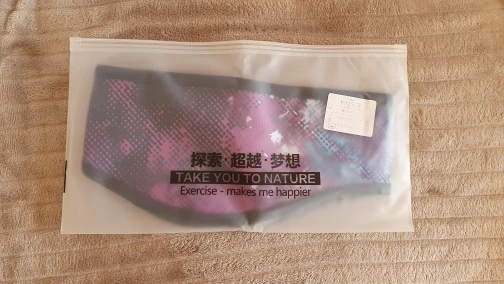 探索·超越·梦想
TAKE YOU TO NATURE
Exercise - makes me happier